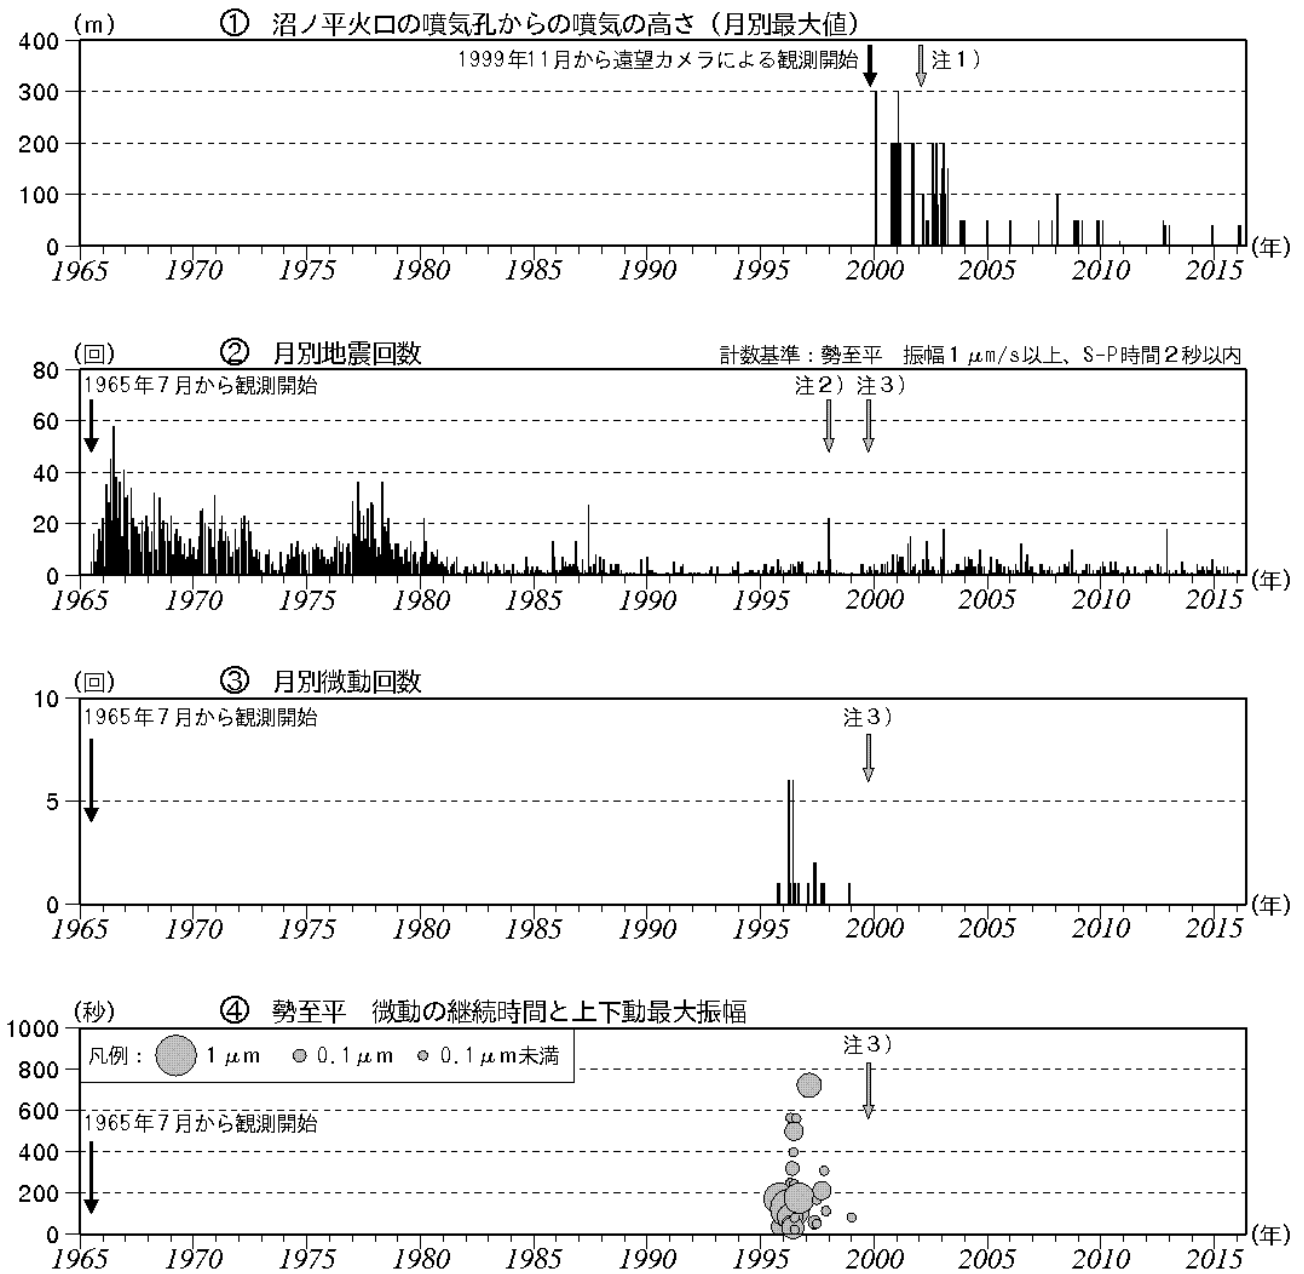 (m) ① 沼ノ平火口の噴気孔からの噴気の高さ（月別最大値）
400
1999年11月から遠望カメラによる観測開始 注1）
300
200
100
0
1965 1970 1975 1980 1985 1990 1995 2000 2005 2010 2015 (年)
(回) ② 月別地震回数 計数基準：勢至平 振幅1μm/s以上、S-P時間2秒以内
80
1965年7月から観測開始 注2） 注3）
60
40
20
0
1965 1970 1975 1980 1985 1990 1995 2000 2005 2010 2015 (年)
(回) ③ 月別微動回数
10
1965年7月から観測開始 注3）
5
0
1965 1970 1975 1980 1985 1990 1995 2000 2005 2010 2015 (年)
(秒) ④ 勢至平 微動の継続時間と上下動最大振幅
1000
凡例： 1μm 0.1μm 0.1μm未満 注3）
800
600
1965年7月から観測開始
400
200
0
1965 1970 1975 1980 1985 1990 1995 2000 2005 2010 2015 (年)